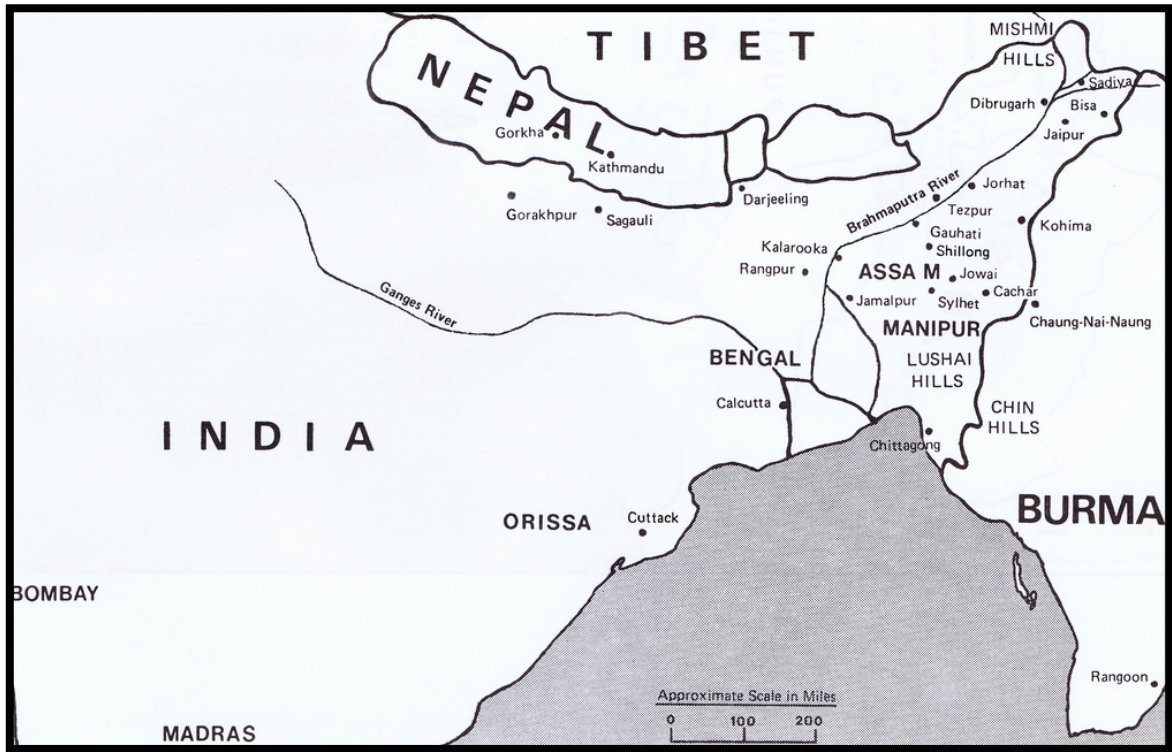 MISHMI
HILLS
TIBET
NEPAL
Sadiya
Dibrugarh
Bisa
Jaipur
Gorkha
Kathmandu
Darjeeling
Jorhat
Brahmaputra River
Tezpur
Gorakhpur
Sagauli
Kohima
Gauhati
Kalarooka
Shillong
Rangpur
ASSAM
Jowai
Ganges River
Jamalpur
Sylhet
Cachar
Chaung-Nai-Naung
MANIPUR
BENGAL
LUSHAI
HILLS
Calcutta
CHIN
HILLS
INDIA
Chittagong
BURMA
ORISSA
Cuttack
BOMBAY
Rangoon
Approximate Scale in Miles
0 100 200
MADRAS